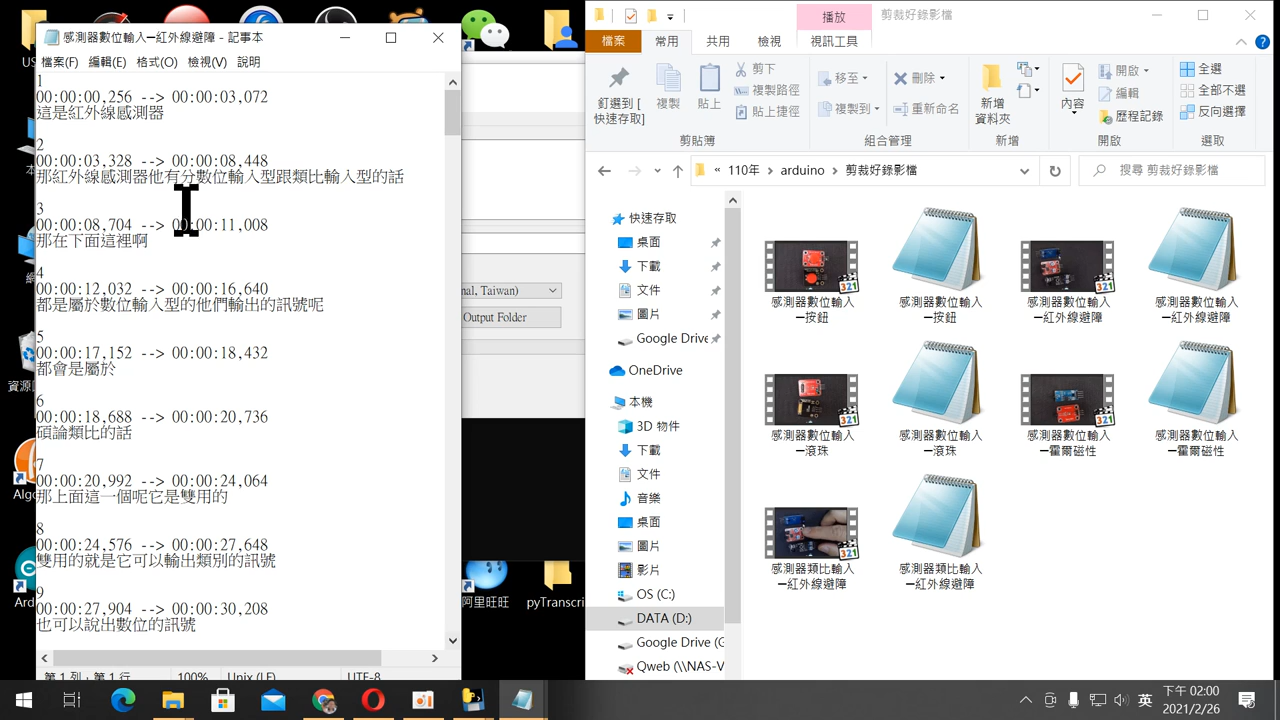 感測器數位輸入—紅外線避障 - 記事本
檔案(F) 編輯(E) 格式(O) 檢視(V) 說明
1
00:00:00,256 --> 00:00:03,072
這是紅外線感測器
2
00:00:03,328 --> 00:00:08,448
那紅外線感測器他有分數位輸入型跟類比輸入型的話
3
00:00:08,704 --> 00:00:11,008
那在下面這裡啊
4
00:00:12,032 --> 00:00:16,640
都是屬於數位輸入型的他們輸出的訊號呢
5
00:00:17,152 --> 00:00:18,432
都會是屬於
6
00:00:18,688 --> 00:00:20,736
碩論類比的話
7
00:00:20,992 --> 00:00:24,064
那上面這一個呢它是雙用的
8
00:00:24,576 --> 00:00:27,648
雙用的就是它可以輸出類別的訊號
9
00:00:27,904 --> 00:00:30,208
也可以說出數位的訊號
第 1 列，第 1 行 100% Unix (LF) UTF-8
nal, Taiwan)
Output Folder
阿里旺旺
pyTranscri
播放
剪裁好錄影檔
檔案 常用 共用 檢視 視訊工具
釘選到 [
快速存取]
複製
貼上
剪下
複製路徑
貼上捷徑
剪貼簿
移至
複製到
刪除
重新命名
組合管理
新增
資料夾
新增
內容
開啟
編輯
歷程記錄
開啟
全選
全部不選
反向選擇
選取
« 110年 › arduino › 剪裁好錄影檔
搜尋 剪裁好錄影檔
快速存取
桌面
下載
文件
圖片
Google Drive
OneDrive
本機
3D 物件
下載
文件
音樂
桌面
圖片
影片
OS (C:)
DATA (D:)
Google Drive (G
Qweb (\\NAS-V
感測器數位輸入
—按鈕
感測器數位輸入
—按鈕
感測器數位輸入
—紅外線避障
感測器數位輸入
—紅外線避障
感測器數位輸入
—滾珠
感測器數位輸入
—滾珠
感測器數位輸入
—霍爾磁性
感測器數位輸入
—霍爾磁性
感測器類比輸入
—紅外線避障
感測器類比輸入
—紅外線避障
英
下午 02:00
2021/2/26